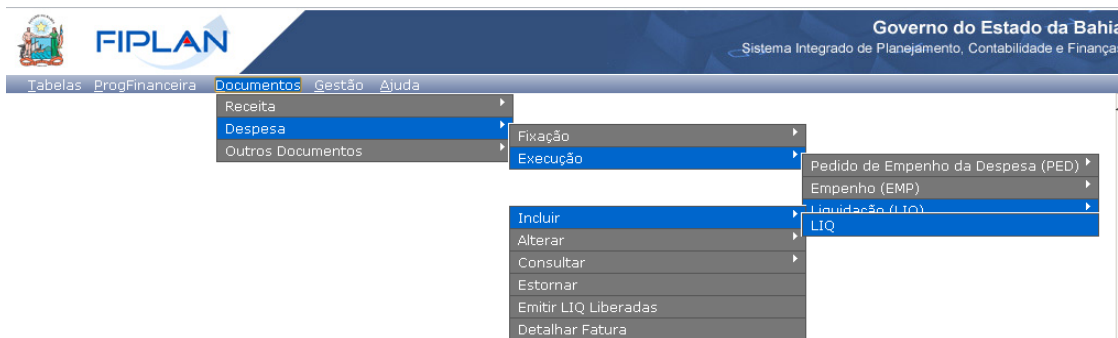 FIPLAN
Governo do Estado da Bahia
Sistema Integrado de Planejamento, Contabilidade e Finança
Tabelas ProgFinanceira Documentos Gestão Ajuda
Receita
Despesa
Outros Documentos
Fixação
Execução
Pedido de Empenho da Despesa (PED)
Empenho (EMP)
Liquidação (LIQ)
LIQ
Incluir
Alterar
Consultar
Estornar
Emitir LIQ Liberadas
Detalhar Fatura